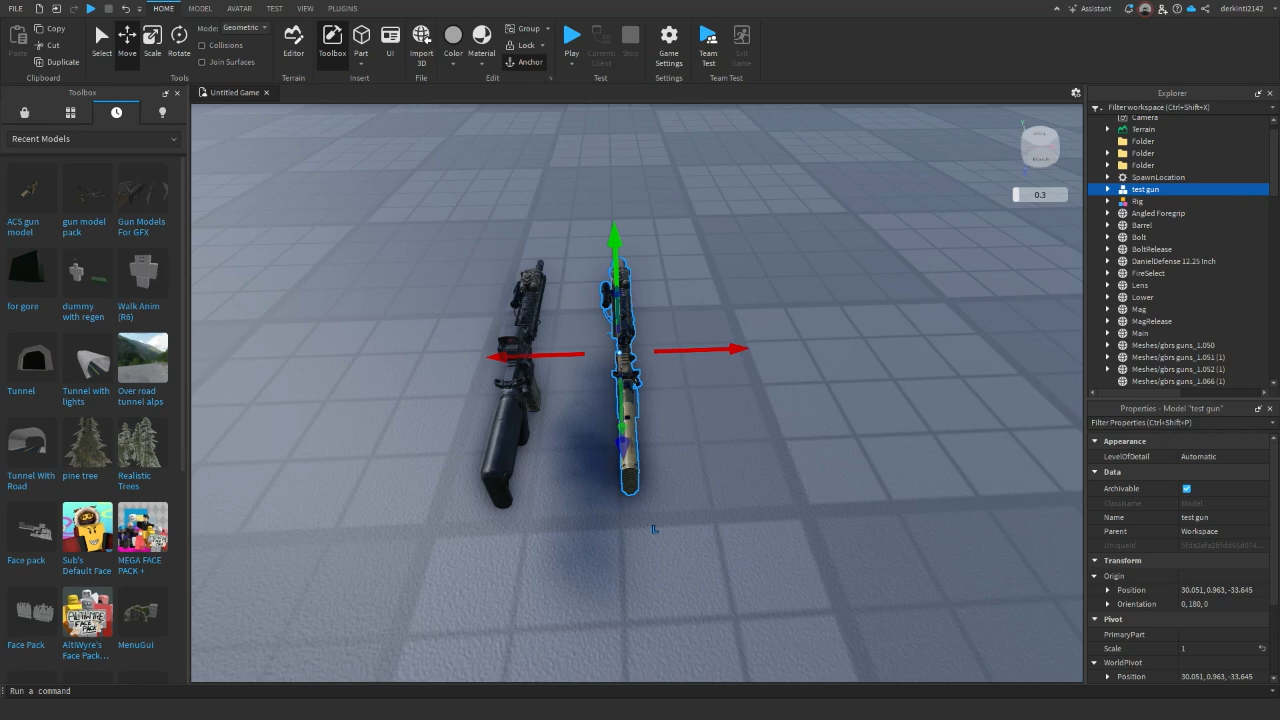 FILE
HOME MODEL AVATAR TEST VIEW PLUGINS
Assistant
derkinti2142
Copy
Cut
Duplicate
Paste
Clipboard
Select Move Scale Rotate
Mode: Geometric
Collisions
Join Surfaces
Tools
Editor
Terrain
Toolbox Part UI
Insert
Import 3D
File
Color Material
Group
Lock
Anchor
Edit
Play Current: Client Stop
Test
Game Settings
Settings
Team Test Exit Game
Team Test
Toolbox
Recent Models
ACS gun model
gun model pack
Gun Models For GFX
for gore
dummy with regen
Walk Anim (R6)
Tunnel
Tunnel with lights
Over road tunnel alps
Tunnel With Road
pine tree
Realistic Trees
Face pack
Sub's Default Face
MEGA FACE PACK +
Face Pack
AltiWyre's Face Pack...
MenuGui
Untitled Game
0.3
Explorer
Filter workspace (Ctrl+Shift+X)
Camera
Terrain
Folder
Folder
Folder
SpawnLocation
test gun
Rig
Angled Foregrip
Barrel
Bolt
BoltRelease
DanielDefense 12.25 Inch
FireSelect
Lens
Lower
Mag
MagRelease
Main
Meshes/gbrs guns_1.050
Meshes/gbrs guns_1.051 (1)
Meshes/gbrs guns_1.052 (1)
Meshes/gbrs guns_1.066 (1)
Properties - Model "test gun"
Filter Properties (Ctrl+Shift+P)
Appearance
LevelOfDetail Automatic
Data
Archivable
ClassName Model
Name test gun
Parent Workspace
UniqueId
Transform
Origin
Position 30.051, 0.963, -33.645
Orientation 0, 180, 0
Pivot
PrimaryPart
Scale 1
WorldPivot
Position 30.051, 0.963, -33.645
Run a command